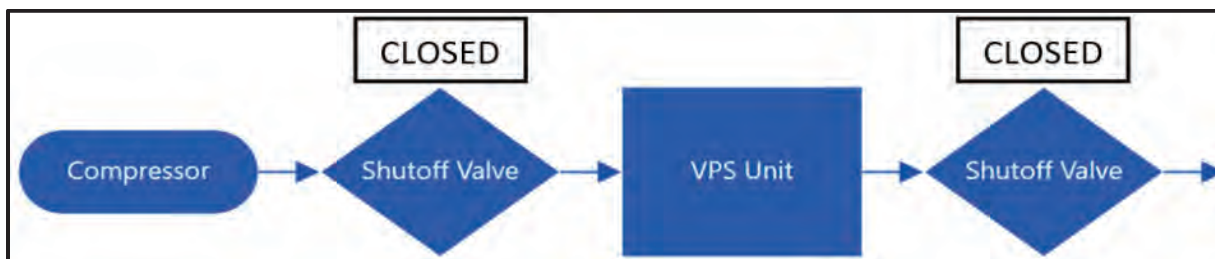 CLOSED
CLOSED
Compressor
Shutoff Valve
VPS Unit
Shutoff Valve